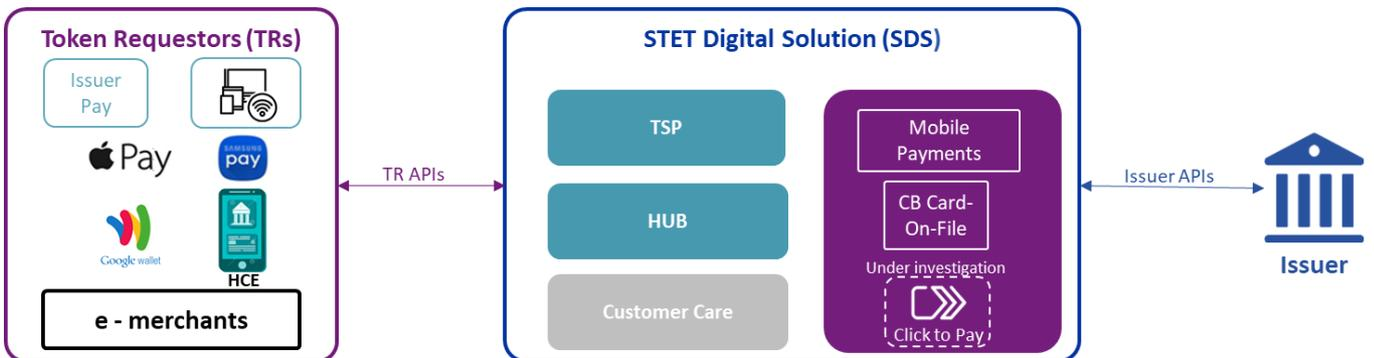 Token Requestors (TRs)
Issuer
Pay
Pay
SAMSUNG
pay
Google wallet
HCE
e - merchants
TR APIs
STET Digital Solution (SDS)
TSP
HUB
Customer Care
Mobile
Payments
CB Card-
On-File
Under investigation
Click to Pay
Issuer APIs
Issuer